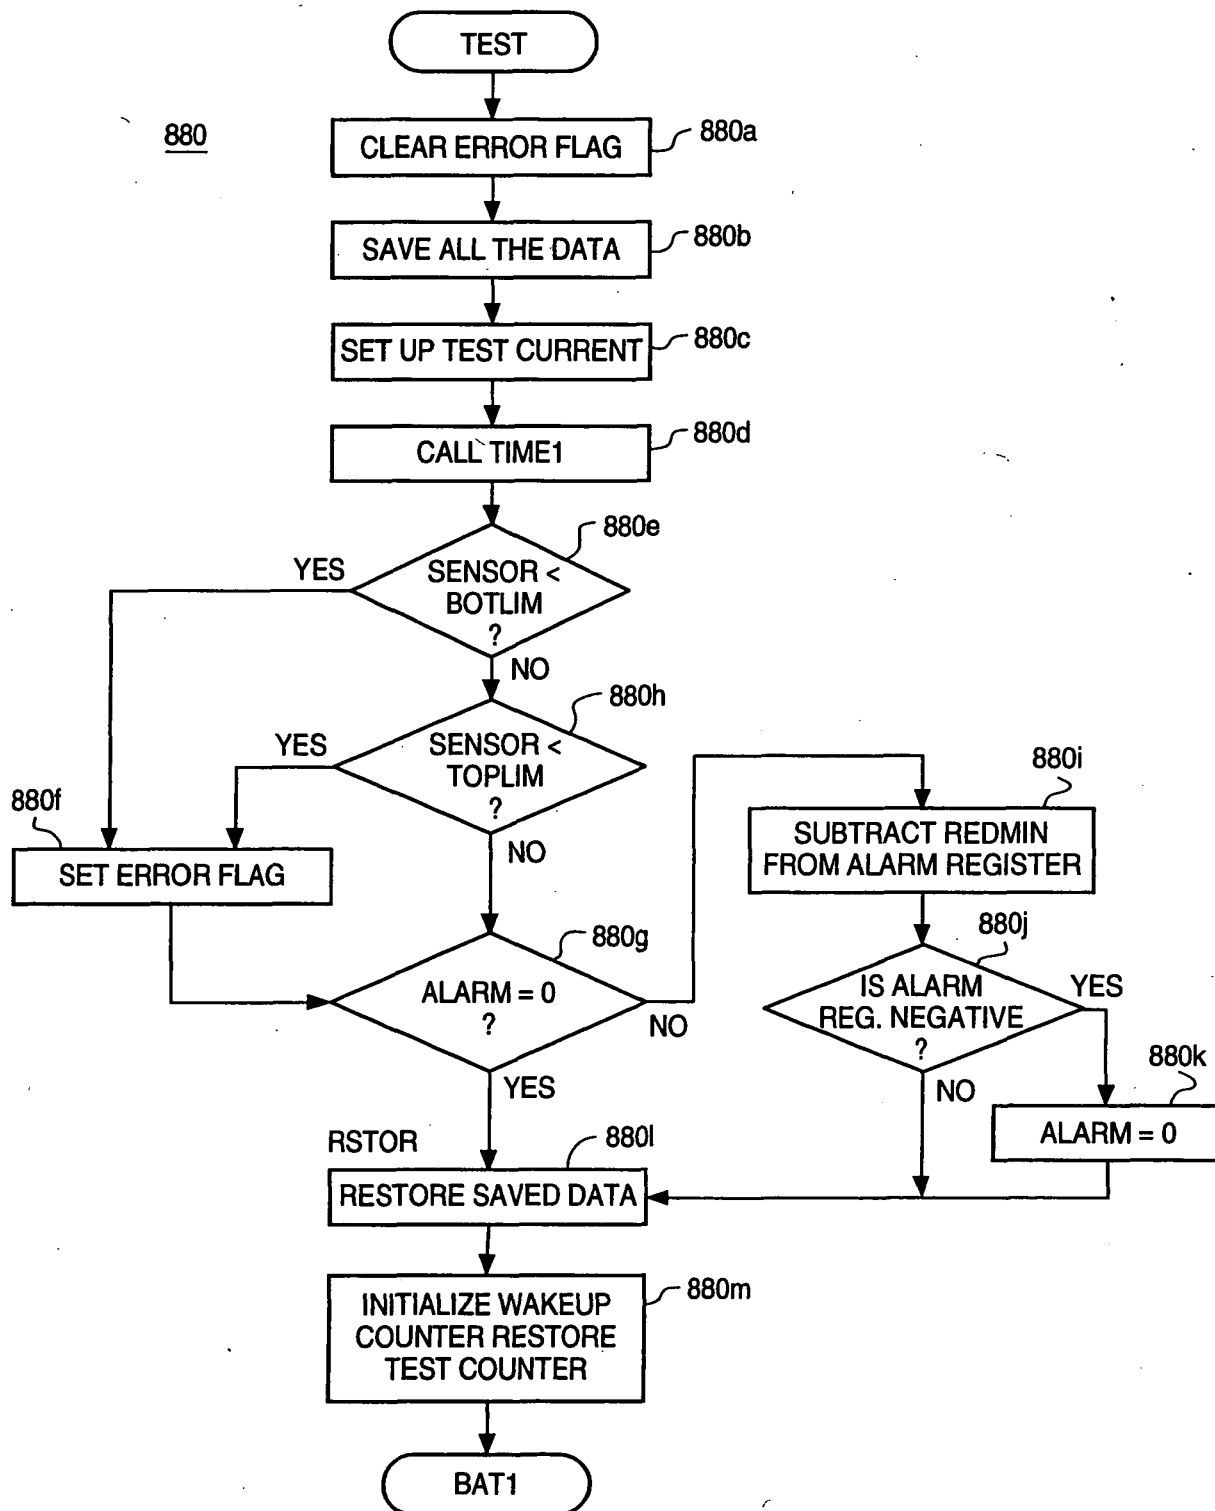 TEST
880
CLEAR ERROR FLAG
880a
SAVE ALL THE DATA
880b
SET UP TEST CURRENT
880c
CALL TIME1
880d
880e
YES
SENSOR <
BOTLIM
?
NO
880h
YES
SENSOR <
TOPLIM
?
NO
880f
SET ERROR FLAG
880i
SUBTRACT REDMIN
FROM ALARM REGISTER
880g
ALARM = 0
?
NO
YES
880j
IS ALARM
REG. NEGATIVE
?
YES
NO
880k
ALARM = 0
RSTOR
880l
RESTORE SAVED DATA
880m
INITIALIZE WAKEUP
COUNTER RESTORE
TEST COUNTER
BAT1